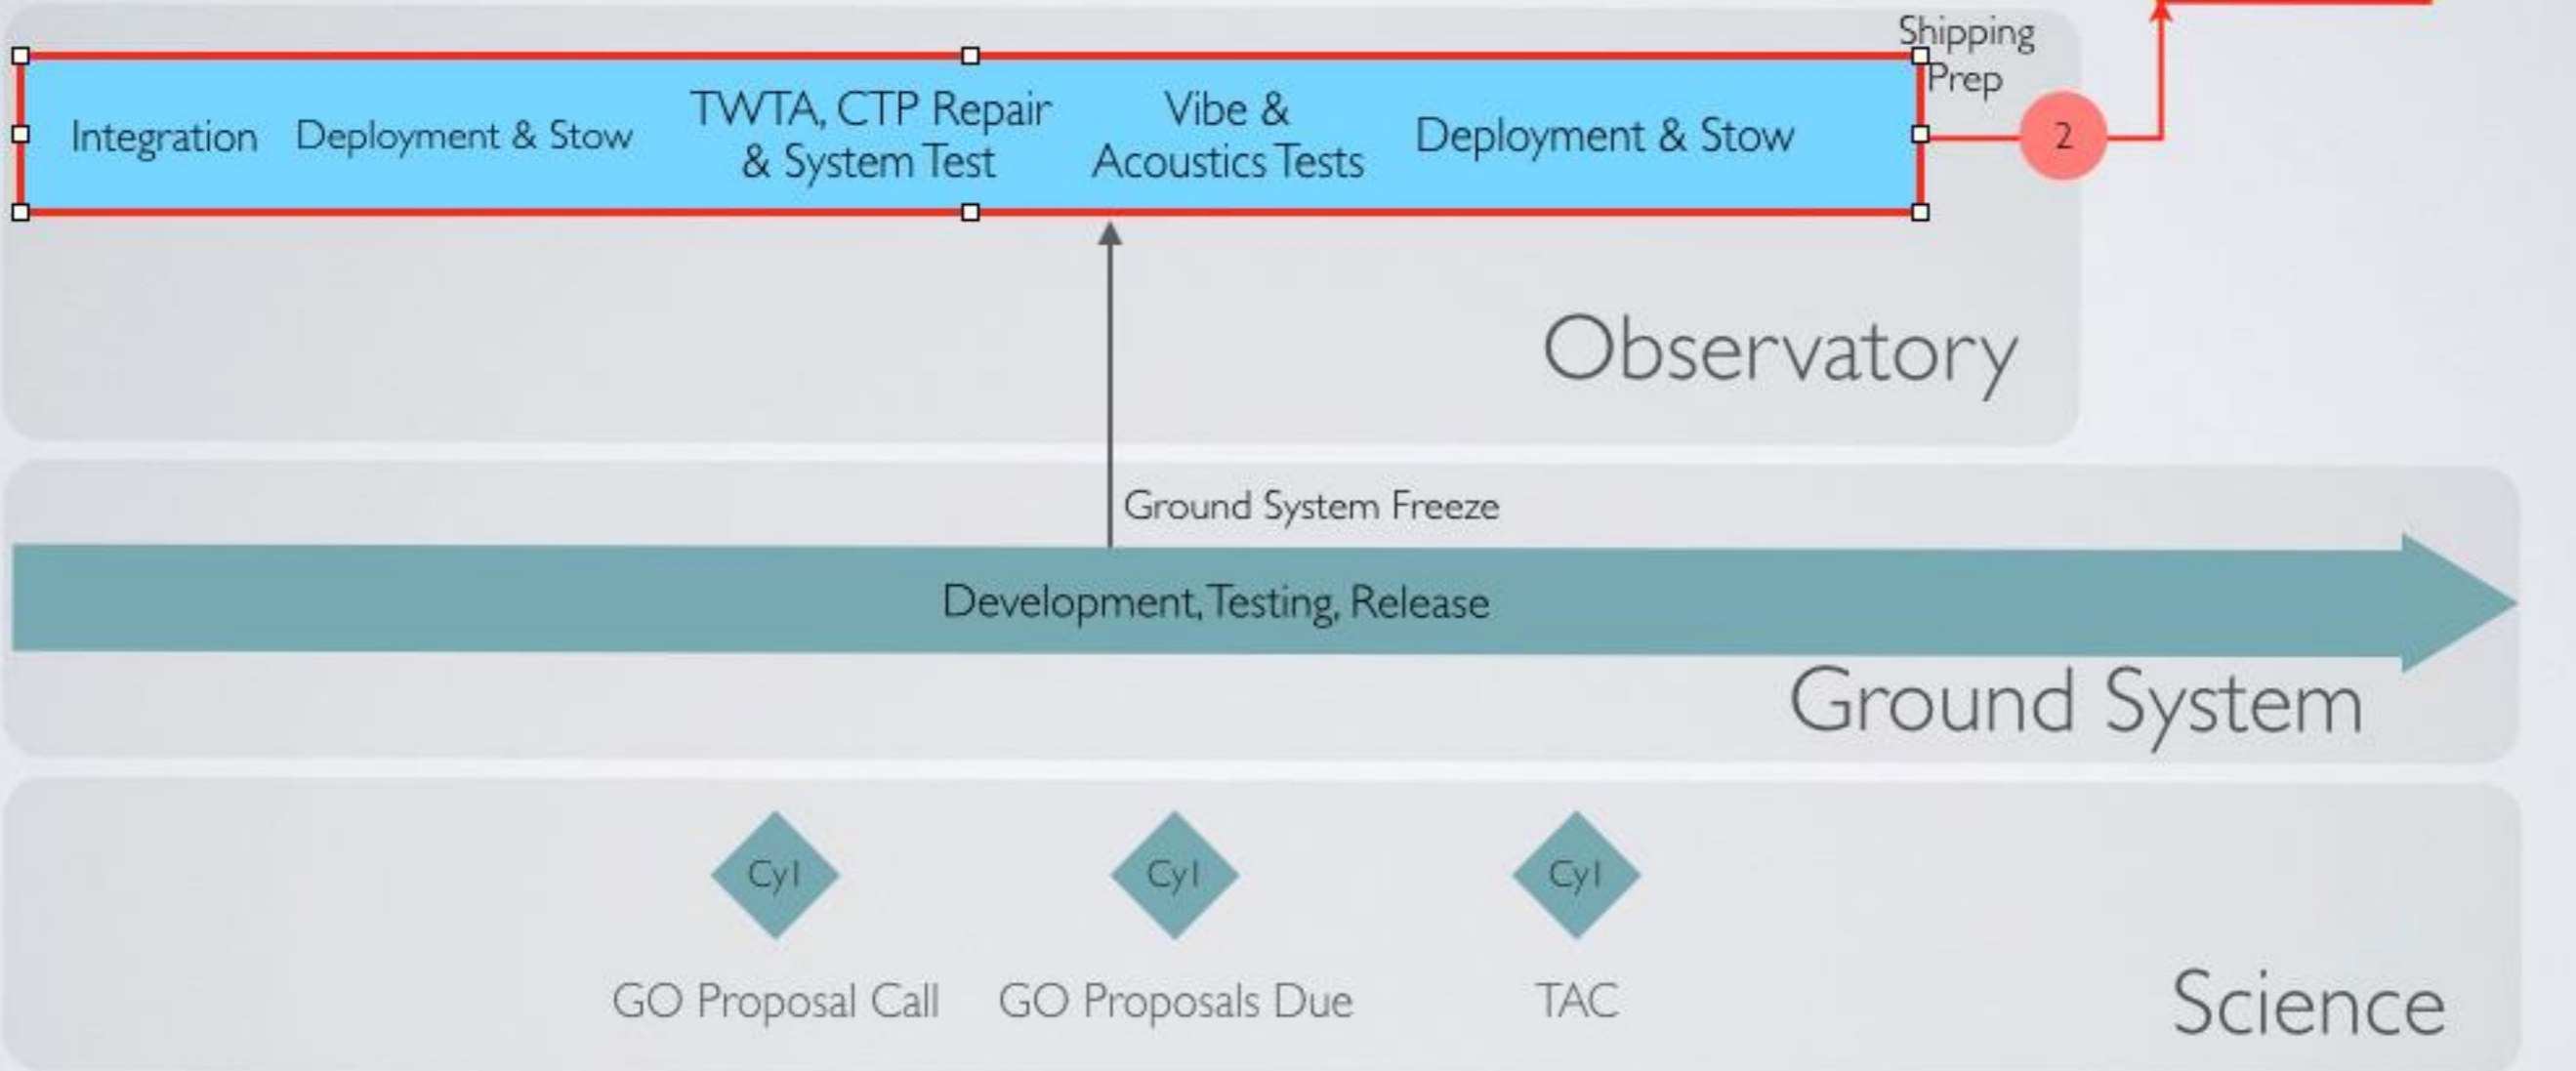 Shipping
Prep
Integration
Deployment & Stow
TWTA, CTP Repair
& System Test
Vibe &
Acoustics Tests
Deployment & Stow
2
Observatory
Ground System Freeze
Development, Testing, Release
Ground System
Cy1
Cy1
Cy1
GO Proposal Call
GO Proposals Due
TAC
Science